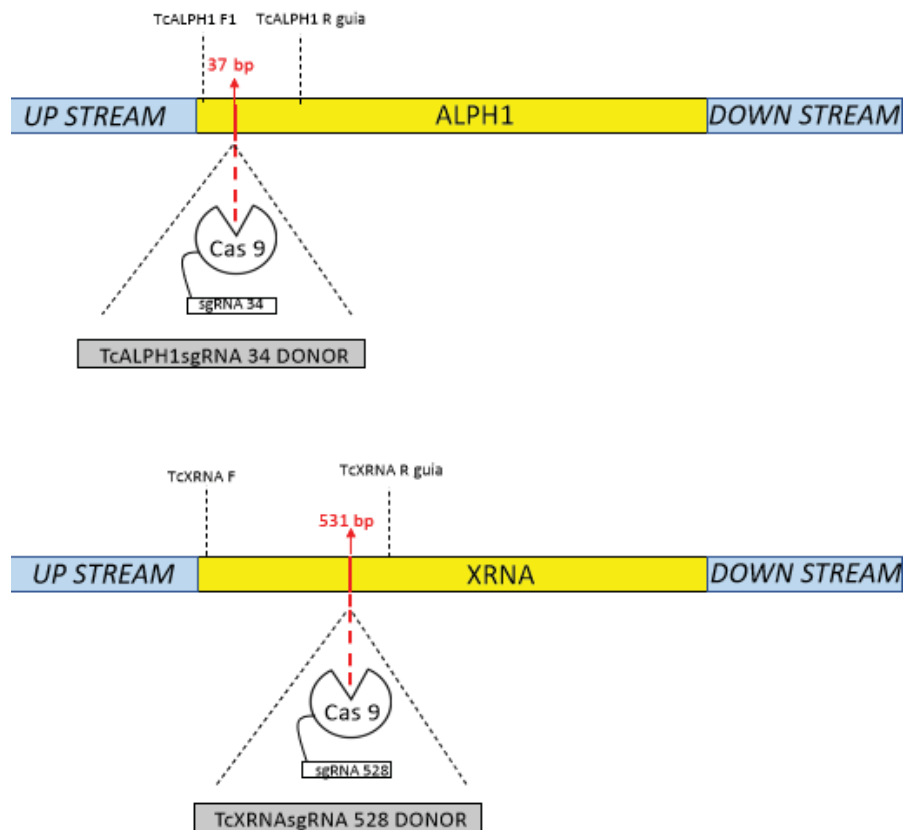 TcALPH1 F1
TcALPH1 R guia
37 bp
UP STREAM
ALPH1
DOWN STREAM
Cas 9
sgRNA 34
TcALPH1sgRNA 34 DONOR
TcXRNA F
TcXRNA R guia
531 bp
UP STREAM
XRNA
DOWN STREAM
Cas 9
sgRNA 528
TcXRNAsgRNA 528 DONOR